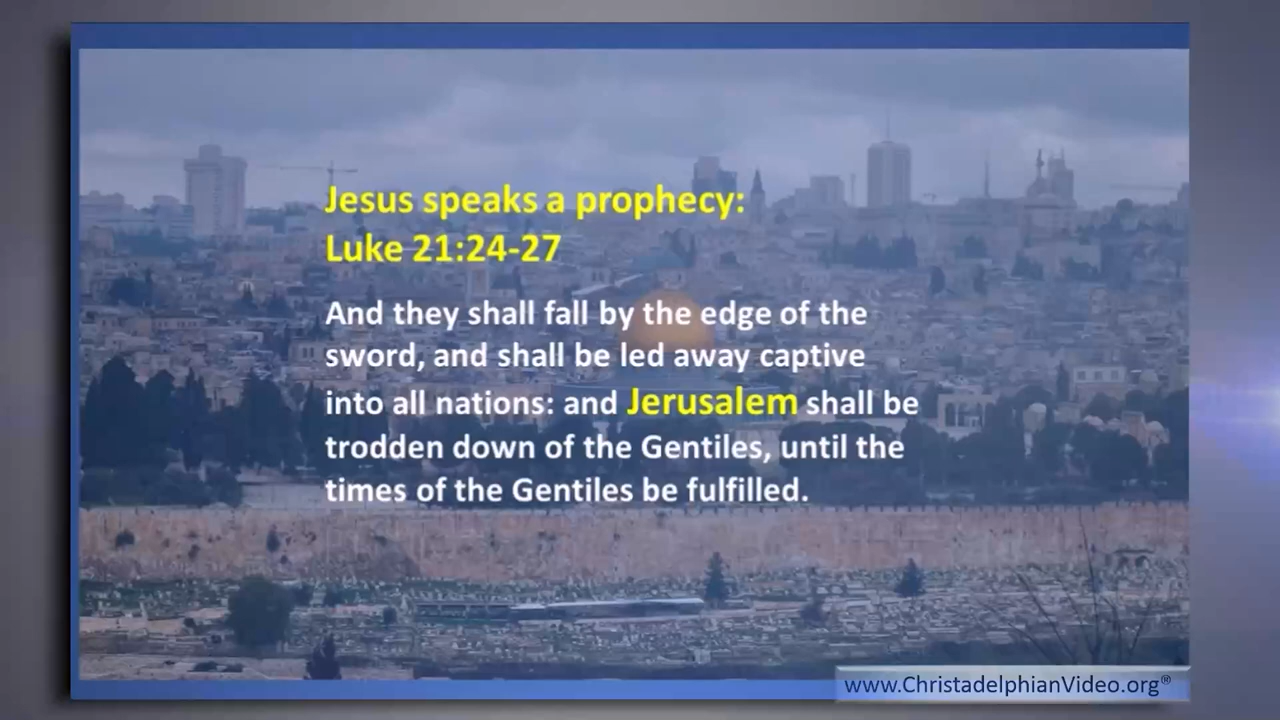 Jesus speaks a prophecy:
Luke 21:24-27
And they shall fall by the edge of the
sword, and shall be led away captive
into all nations: and Jerusalem shall be
trodden down of the Gentiles, until the
times of the Gentiles be fulfilled.
www.ChristadelphianVideo.org®